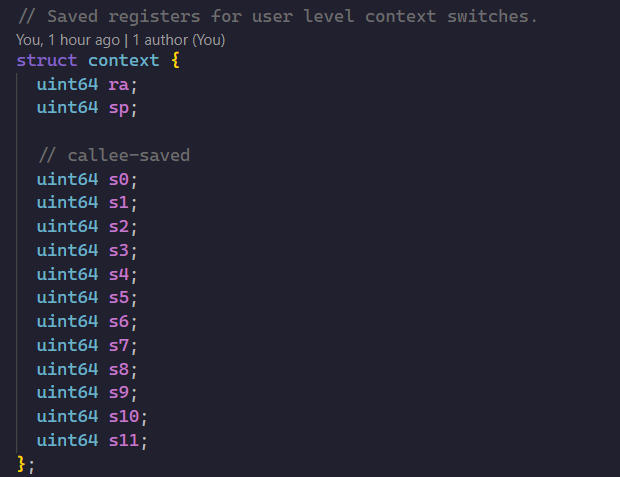 // Saved registers for user level context switches.
You, 1 hour ago | 1 author (You)
struct context {
uint64 ra;
uint64 sp;
// callee-saved
uint64 s0;
uint64 s1;
uint64 s2;
uint64 s3;
uint64 s4;
uint64 s5;
uint64 s6;
uint64 s7;
uint64 s8;
uint64 s9;
uint64 s10;
uint64 s11;
};